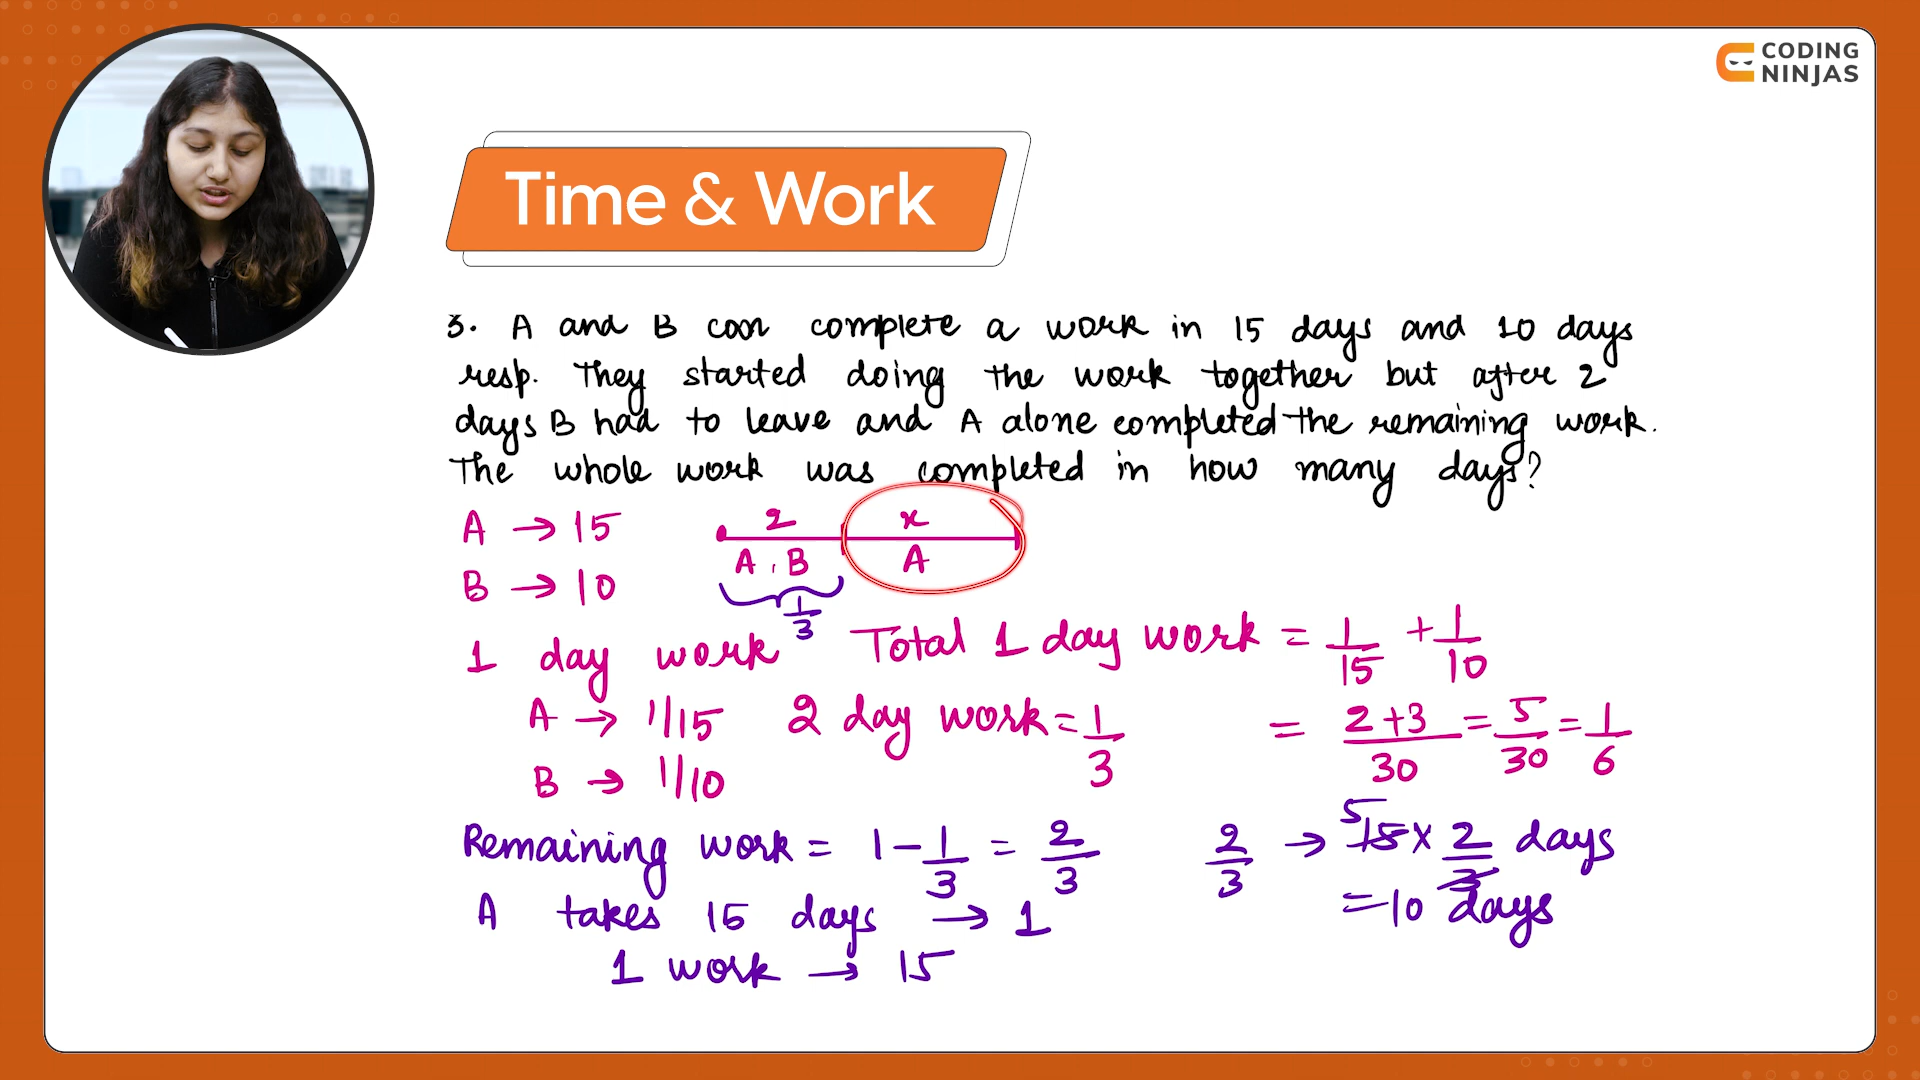 CODING
NINJAS
Time & Work
3. A and B can complete a work in 15 days and 10 days
resp. They started doing the work together but after 2
days B had to leave and A alone completed the remaining work.
The whole work was completed in how many days?
A → 15
2 x
A, B A
B → 10
1/3
1 day work
Total 1 day work = 1/15 + 1/10
A → 1/15
2 day work = 1/3
= 2+3/30 = 5/30 = 1/6
B → 1/10
Remaining work = 1 - 1/3 = 2/3
2/3 → 5 15 x 2/3 days
= 10 days
A takes 15 days → 1
1 work → 15